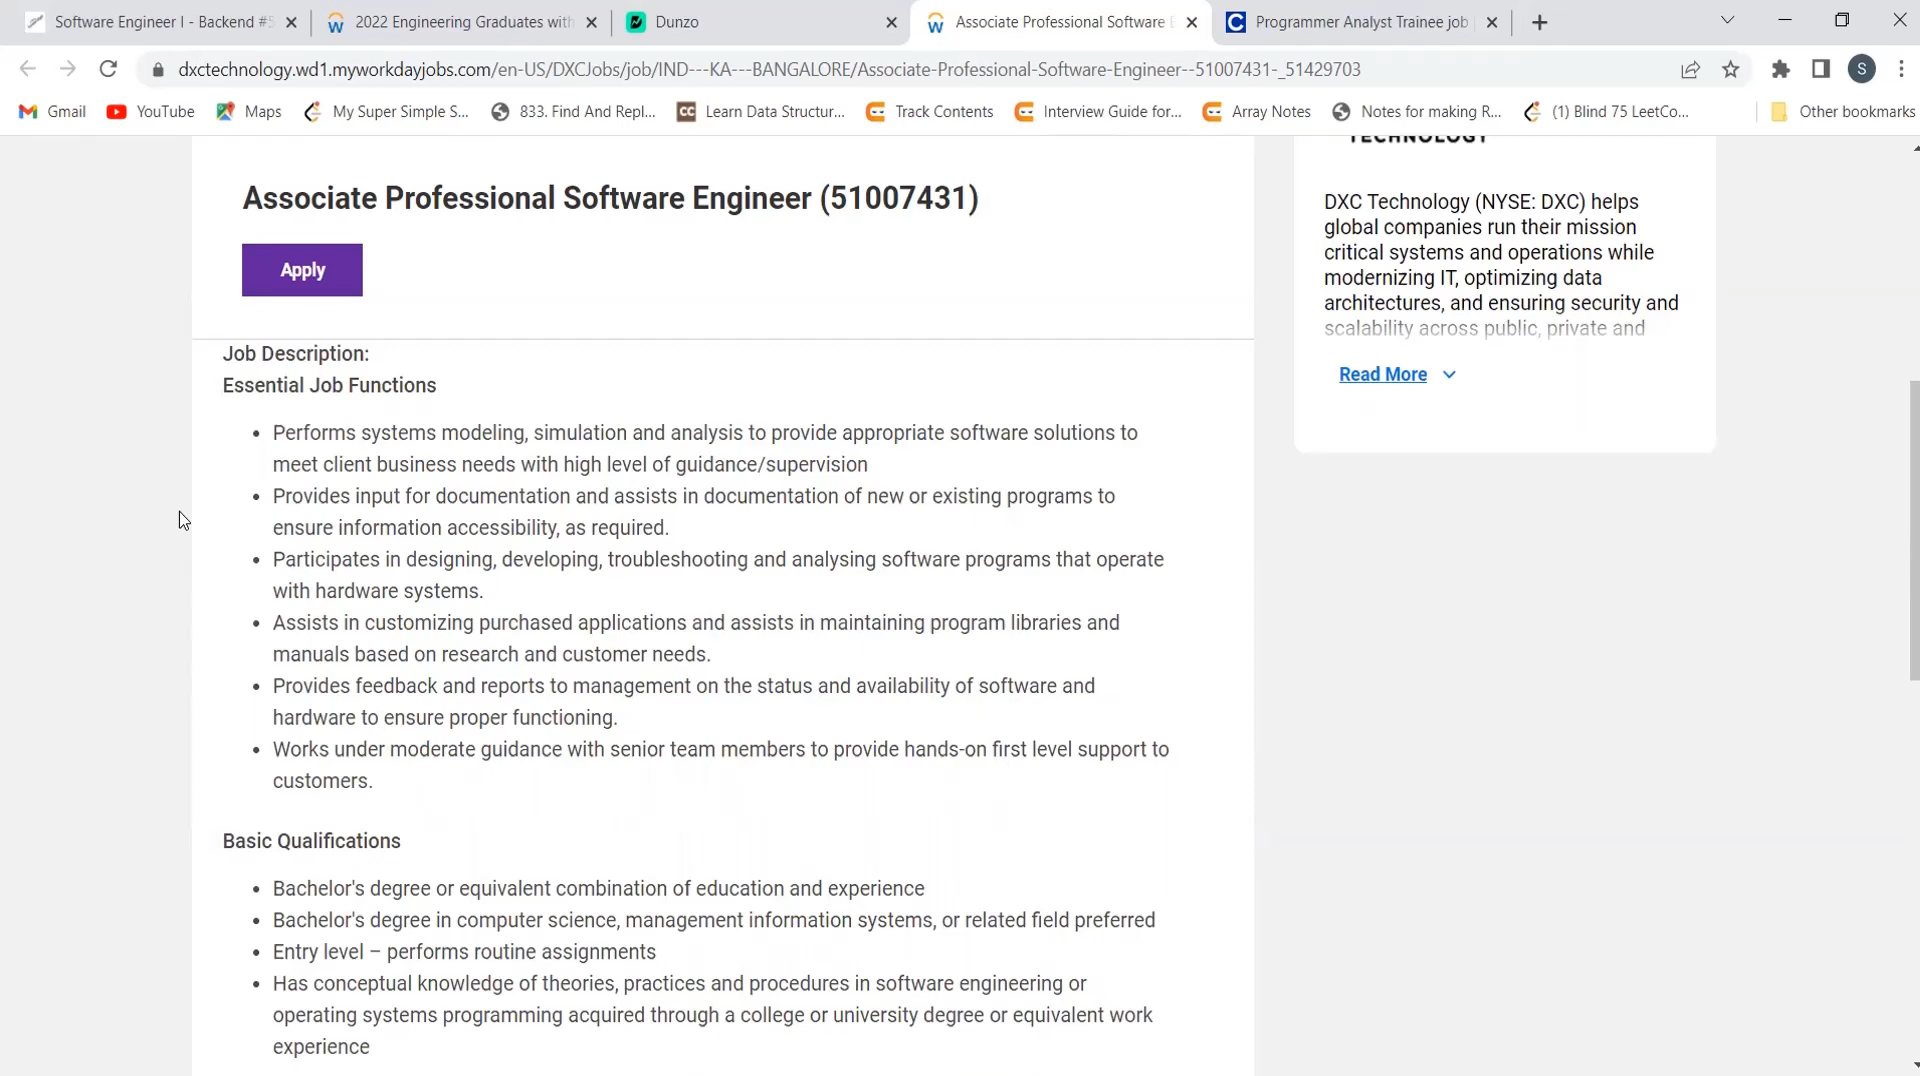 Software Engineer I - Backend #5
2022 Engineering Graduates with
Dunzo
Associate Professional Software E
Programmer Analyst Trainee job
dxctechnology.wd1.myworkdayjobs.com/en-US/DXCJobs/job/IND---KA---BANGALORE/Associate-Professional-Software-Engineer--51007431-_51429703
S
Gmail
YouTube
Maps
My Super Simple S...
833. Find And Repl...
Learn Data Structur...
Track Contents
Interview Guide for...
Array Notes
Notes for making R...
(1) Blind 75 LeetCo...
Other bookmarks
Associate Professional Software Engineer (51007431)
Apply
Job Description:
Essential Job Functions
• Performs systems modeling, simulation and analysis to provide appropriate software solutions to
meet client business needs with high level of guidance/supervision
• Provides input for documentation and assists in documentation of new or existing programs to
ensure information accessibility, as required.
• Participates in designing, developing, troubleshooting and analysing software programs that operate
with hardware systems.
• Assists in customizing purchased applications and assists in maintaining program libraries and
manuals based on research and customer needs.
• Provides feedback and reports to management on the status and availability of software and
hardware to ensure proper functioning.
• Works under moderate guidance with senior team members to provide hands-on first level support to
customers.
Basic Qualifications
• Bachelor's degree or equivalent combination of education and experience
• Bachelor's degree in computer science, management information systems, or related field preferred
• Entry level – performs routine assignments
• Has conceptual knowledge of theories, practices and procedures in software engineering or
operating systems programming acquired through a college or university degree or equivalent work
experience
TECHNOLOGY
DXC Technology (NYSE: DXC) helps
global companies run their mission
critical systems and operations while
modernizing IT, optimizing data
architectures, and ensuring security and
scalability across public, private and
Read More